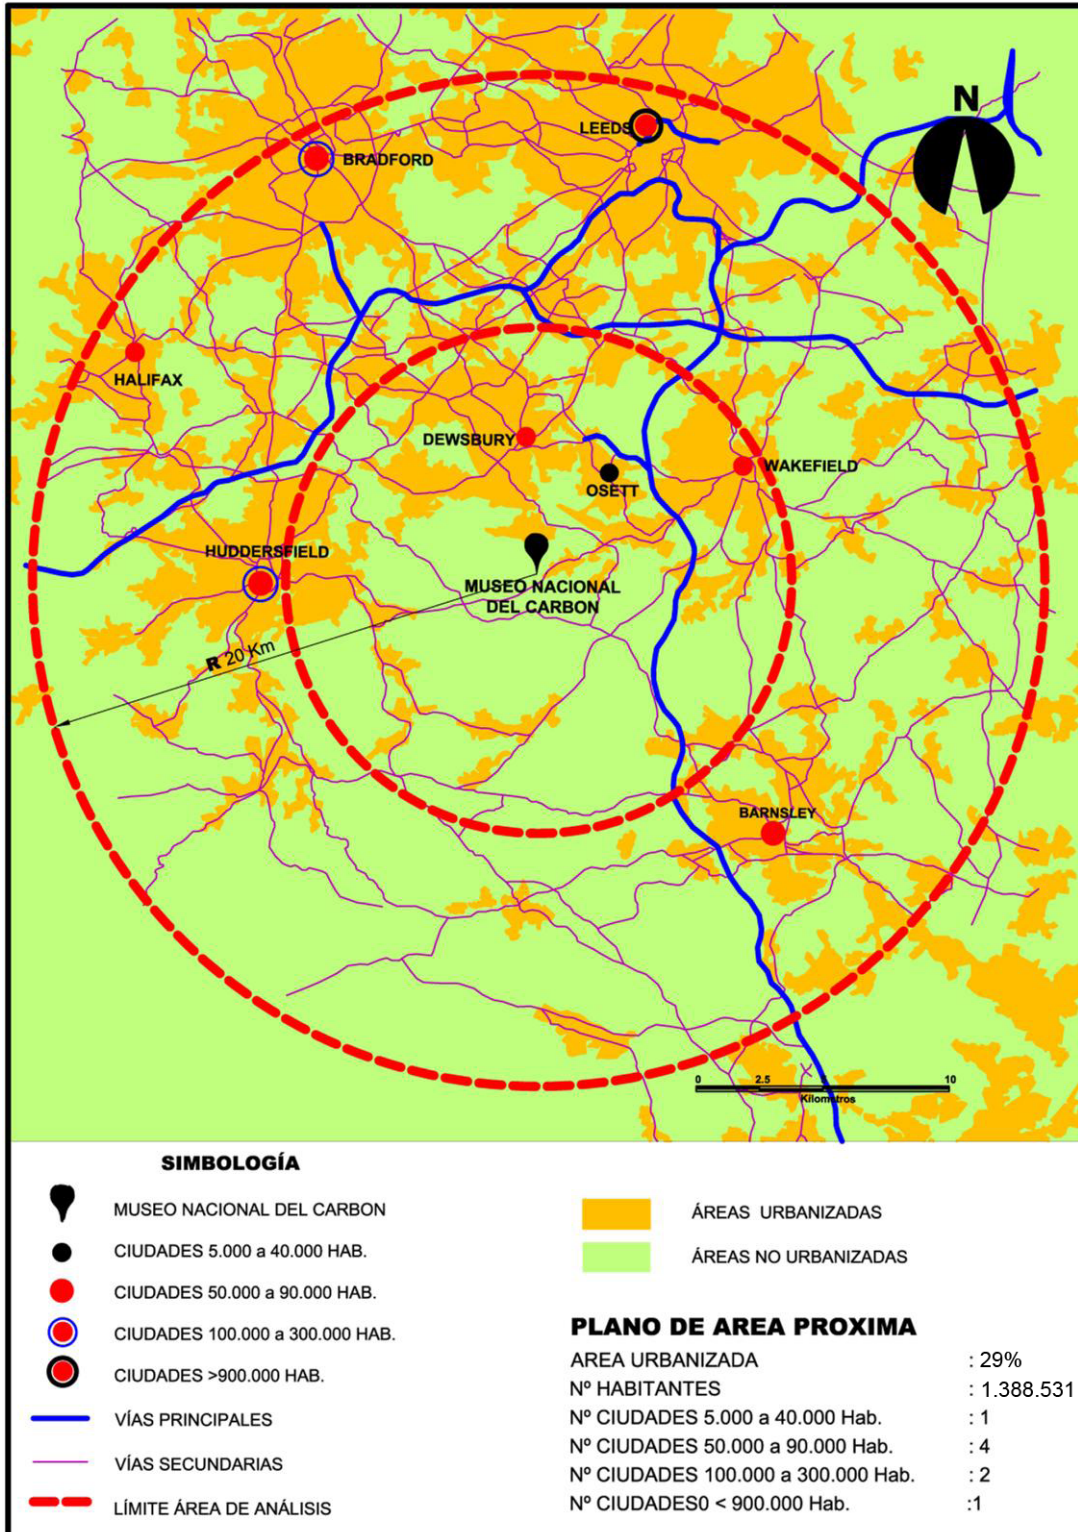 N
LEEDS
BRADFORD
HALIFAX
DEWSBURY
WAKEFIELD
OSETT
HUDDERSFIELD
MUSEO NACIONAL
DEL CARBON
R 20 Km
BARNSLEY
0 2.5 5 10
Kilometros
SIMBOLOGÍA
MUSEO NACIONAL DEL CARBON
CIUDADES 5.000 a 40.000 HAB.
CIUDADES 50.000 a 90.000 HAB.
CIUDADES 100.000 a 300.000 HAB.
CIUDADES >900.000 HAB.
VÍAS PRINCIPALES
VÍAS SECUNDARIAS
LÍMITE ÁREA DE ANÁLISIS
ÁREAS URBANIZADAS
ÁREAS NO URBANIZADAS
PLANO DE AREA PROXIMA
AREA URBANIZADA : 29%
Nº HABITANTES : 1.388.531
Nº CIUDADES 5.000 a 40.000 Hab. : 1
Nº CIUDADES 50.000 a 90.000 Hab. : 4
Nº CIUDADES 100.000 a 300.000 Hab. : 2
Nº CIUDADES0 < 900.000 Hab. :1